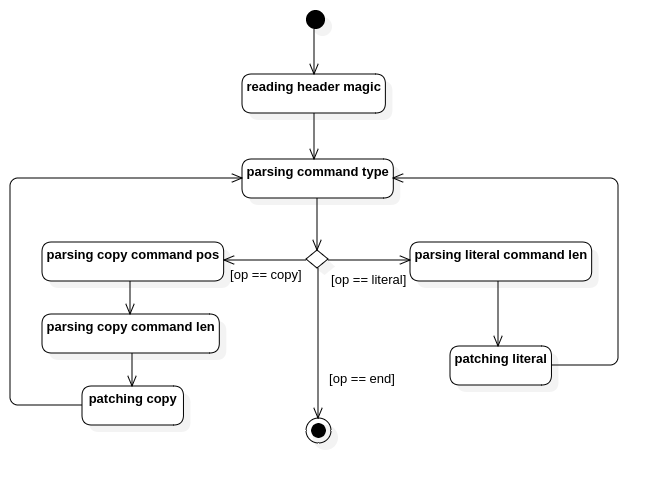 reading header magic
parsing command type
parsing copy command pos
[op == copy]
[op == literal]
parsing literal command len
parsing copy command len
patching literal
[op == end]
patching copy